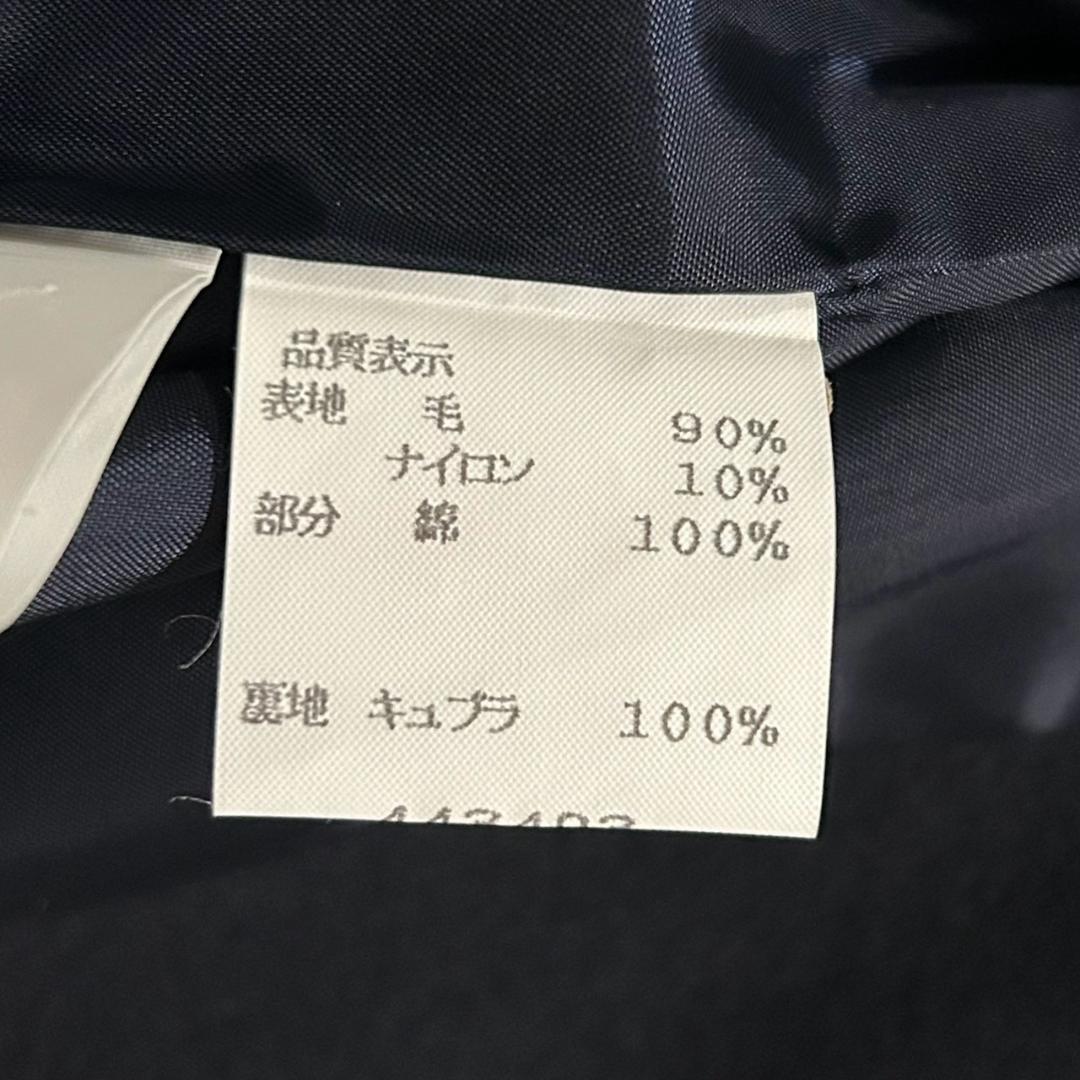 品質表示
表地 毛 90%
ナイロン 10%
部分 綿 100%
裏地 キュプラ 100%